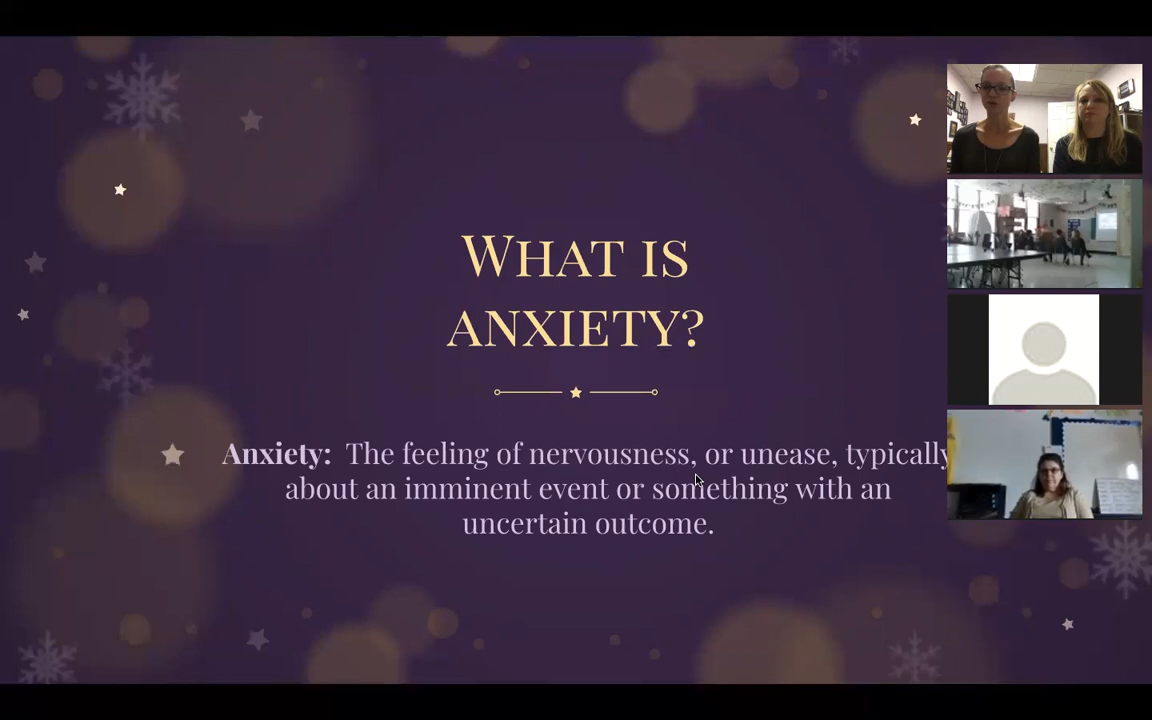 WHAT IS
ANXIETY?
Anxiety: The feeling of nervousness, or unease, typically
about an imminent event or something with an
uncertain outcome.